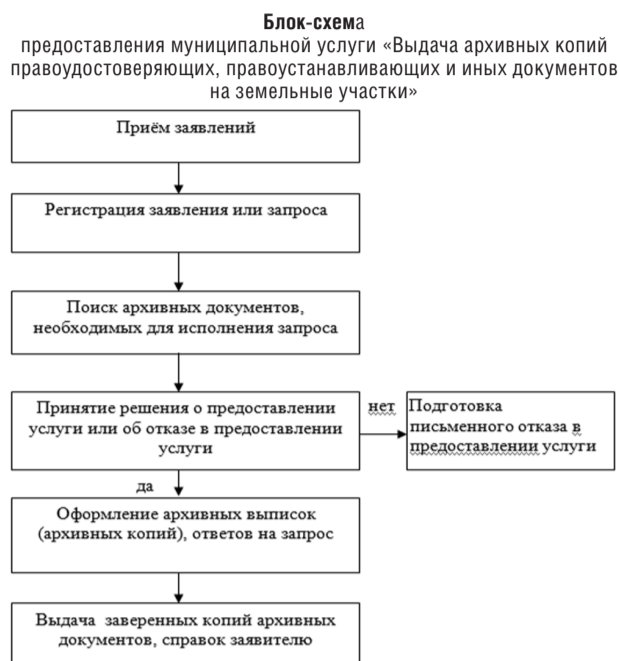 Блок-схема
предоставления муниципальной услуги «Выдача архивных копий
правоудостоверяющих, правоустанавливающих и иных документов
на земельные участки»
Приём заявлений
Регистрация заявления или запроса
Поиск архивных документов,
необходимых для исполнения запроса
Принятие решения о предоставлении
услуги или об отказе в предоставлении
услуги
нет
Подготовка
письменного отказа в
предоставлении услуги
да
Оформление архивных выписок
(архивных копий), ответов на запрос
Выдача заверенных копий архивных
документов, справок заявителю